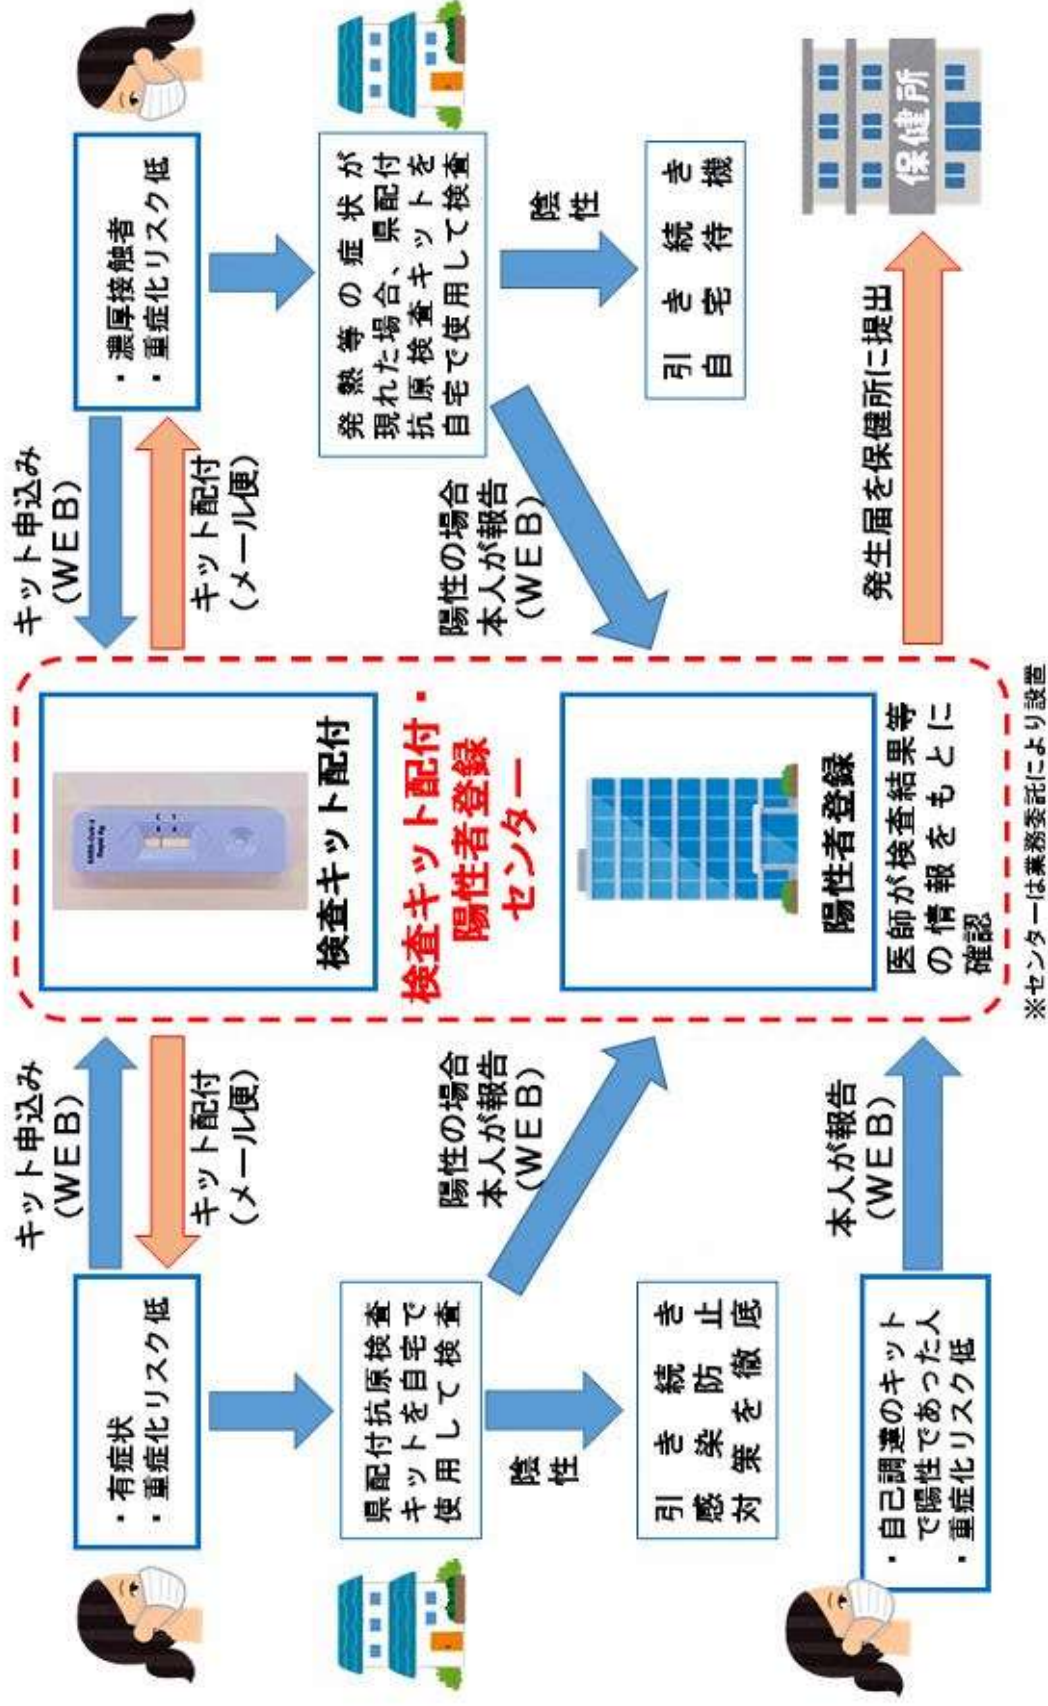 キット申込み
(ＷＥＢ)
・有症状
・重症化リスク低
キット配付
(メール便)
県配付抗原検査
キットを自宅で
使用して検査
陽性の場合
本人が報告
(ＷＥＢ)
陰
性
引き続き
感染防止
対策を徹底
・自己調達のキット
で陽性であった人
・重症化リスク低
本人が報告
(ＷＥＢ)
SARS-CoV-2
Rapid Ag
検査キット配付
検査キット配付・
陽性者登録
センター
陽性者登録
医師が検査結果等
の情報をもとに
確認
※センターは業務委託により設置
キット申込み
(ＷＥＢ)
・濃厚接触者
・重症化リスク低
キット配付
(メール便)
発熱等の症状が
現れた場合、県配付
抗原検査キットを
自宅で使用して検査
陽性の場合
本人が報告
(ＷＥＢ)
陰
性
引き続き
自宅待機
発生届を保健所に提出
保健所